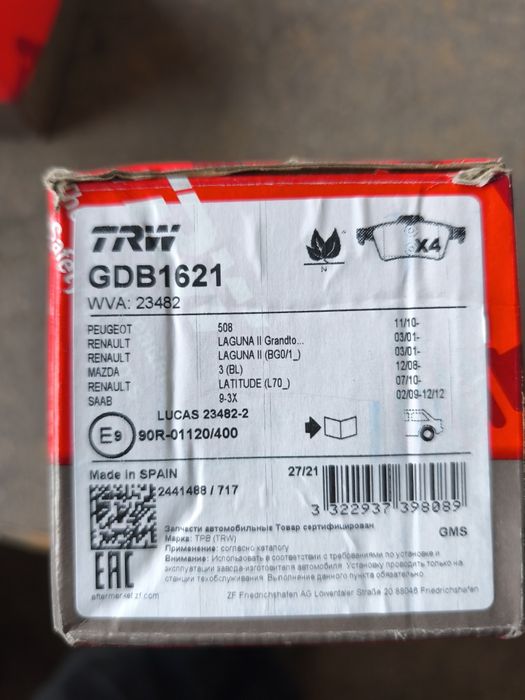 TRW
GDB1621
WVA: 23482
X4
N
PEUGEOT 508 11/10-
RENAULT LAGUNA II Grandto... 03/01-
RENAULT LAGUNA II (BG0/1_) 03/01-
MAZDA 3 (BL) 12/08-
RENAULT LATITUDE (L70_) 07/10-
SAAB 9-3X 02/09-12/12
LUCAS 23482-2
E9 90R-01120/400
Made in SPAIN
27/21
2441488 / 717
3 322937 398089
Запчасти автомобильные Товар сертифицирован
Марка: ТРВ (TRW)
GMS
Применение: согласно каталогу
Внимание: Использовать в соответствии с требованиями по установке и
эксплуатации завода-изготовителя автомобиля. Установку проводить только на
станции техобслуживания. Выполнение данного пункта обязательно.
EAC
aftermarket.zf.com
ZF Friedrichshafen AG Löwentaler Straße 20 88046 Friedrichshafen